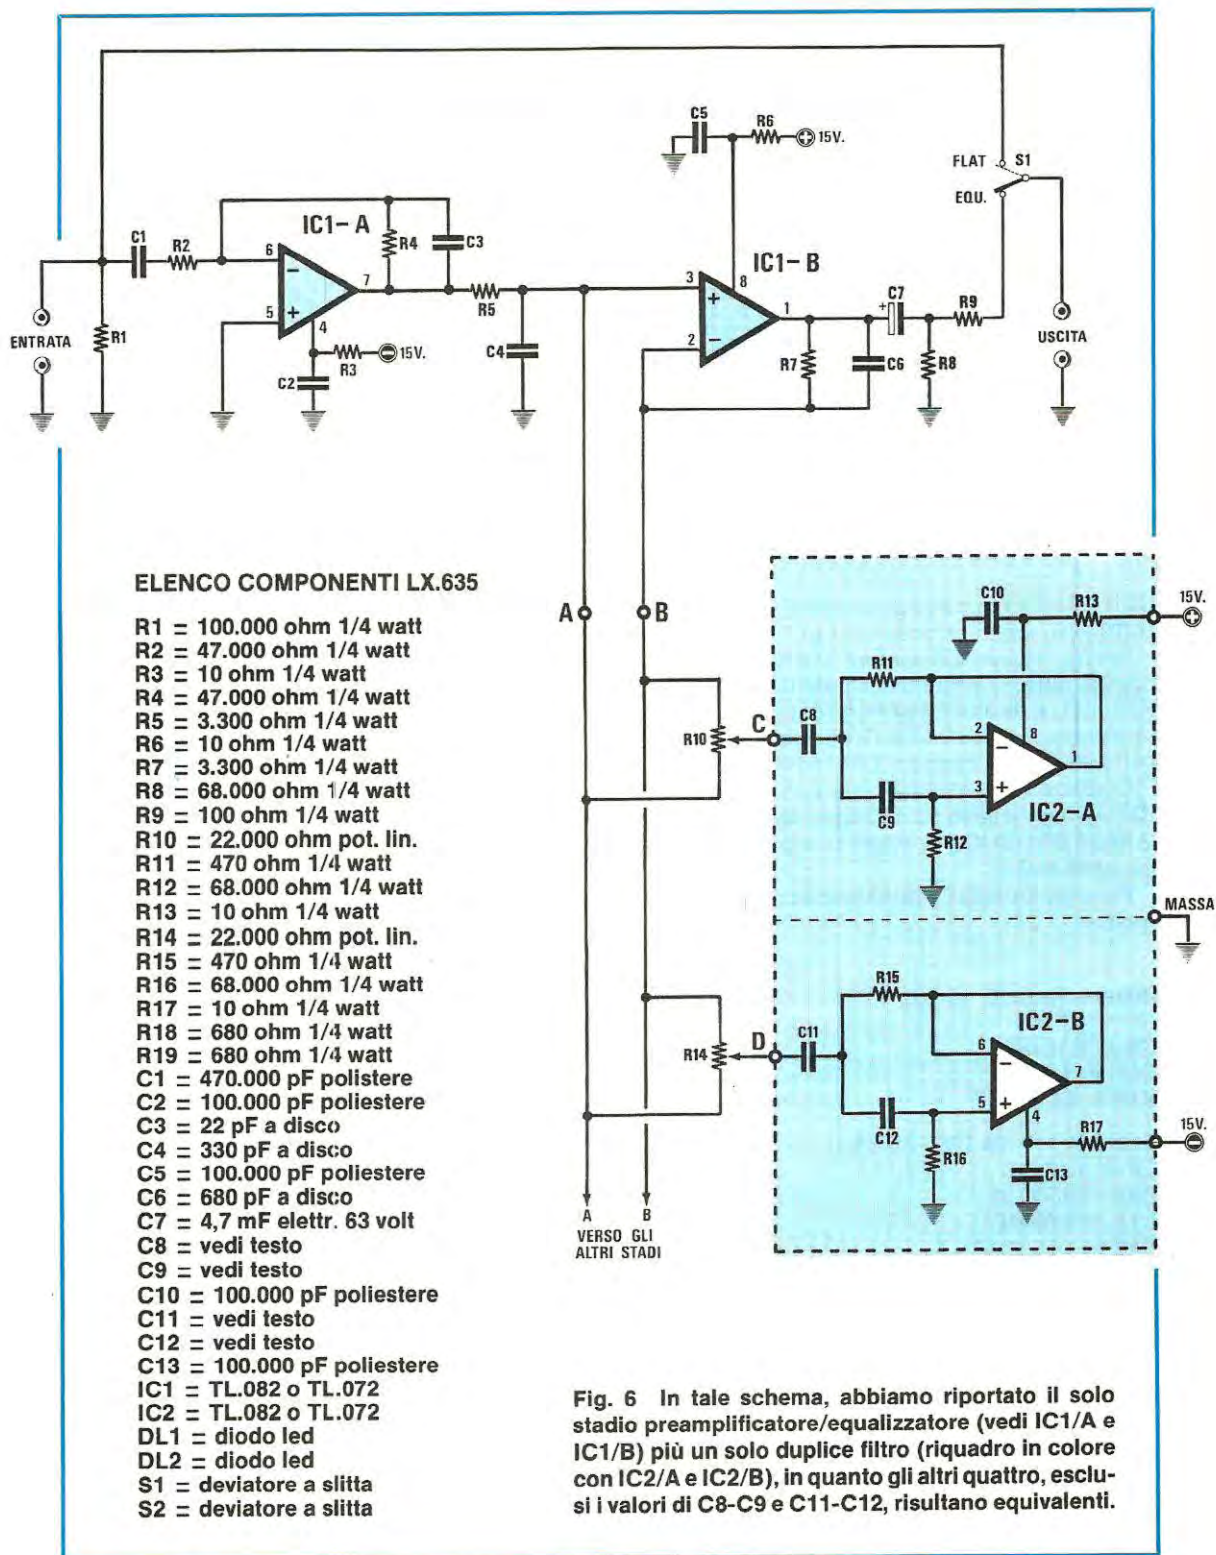 C5
R6
15V.
FLAT
S1
EQU.
IC1-A
C1
R2
6
R4
C3
IC1-B
7
3
8
C7
+
5
R5
1
R9
ENTRATA
R1
4
15V.
R3
C4
2
R7
C6
R8
USCITA
C2
ELENCO COMPONENTI LX.635
R1 = 100.000 ohm 1/4 watt
R2 = 47.000 ohm 1/4 watt
R3 = 10 ohm 1/4 watt
R4 = 47.000 ohm 1/4 watt
R5 = 3.300 ohm 1/4 watt
R6 = 10 ohm 1/4 watt
R7 = 3.300 ohm 1/4 watt
R8 = 68.000 ohm 1/4 watt
R9 = 100 ohm 1/4 watt
R10 = 22.000 ohm pot. lin.
R11 = 470 ohm 1/4 watt
R12 = 68.000 ohm 1/4 watt
R13 = 10 ohm 1/4 watt
R14 = 22.000 ohm pot. lin.
R15 = 470 ohm 1/4 watt
R16 = 68.000 ohm 1/4 watt
R17 = 10 ohm 1/4 watt
R18 = 680 ohm 1/4 watt
R19 = 680 ohm 1/4 watt
C1 = 470.000 pF polistere
C2 = 100.000 pF poliestere
C3 = 22 pF a disco
C4 = 330 pF a disco
C5 = 100.000 pF poliestere
C6 = 680 pF a disco
C7 = 4,7 mF elettr. 63 volt
C8 = vedi testo
C9 = vedi testo
C10 = 100.000 pF poliestere
C11 = vedi testo
C12 = vedi testo
C13 = 100.000 pF poliestere
IC1 = TL.082 o TL.072
IC2 = TL.082 o TL.072
DL1 = diodo led
DL2 = diodo led
S1 = deviatore a slitta
S2 = deviatore a slitta
A
B
C10
R13
15V.
R11
C
C8
R10
2
8
1
3
C9
IC2-A
R12
MASSA
R15
IC2-B
D
C11
R14
6
7
5
4
C12
R17
15V.
R16
C13
A
B
VERSO GLI
ALTRI STADI
Fig. 6 In tale schema, abbiamo riportato il solo
stadio preamplificatore/equalizzatore (vedi IC1/A e
IC1/B) più un solo duplice filtro (riquadro in colore
con IC2/A e IC2/B), in quanto gli altri quattro, esclu-
si i valori di C8-C9 e C11-C12, risultano equivalenti.